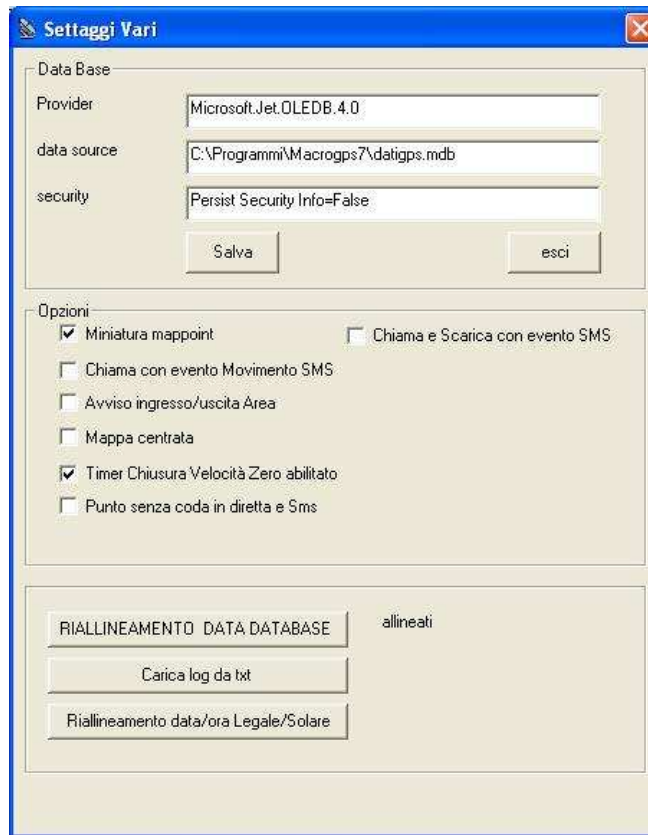 Settaggi Vari
Data Base
Provider
Microsoft.Jet.OLEDB.4.0
data source
C:\Programmi\Macrogps7\datigps.mdb
security
Persist Security Info=False
Salva
esci
Opzioni
Miniatura mappoint
Chiama e Scarica con evento SMS
Chiama con evento Movimento SMS
Avviso ingresso/uscita Area
Mappa centrata
Timer Chiusura Velocità Zero abilitato
Punto senza coda in diretta e Sms
RIALLINEAMENTO DATA DATABASE
allineati
Carica log da txt
Riallineamento data/ora Legale/Solare